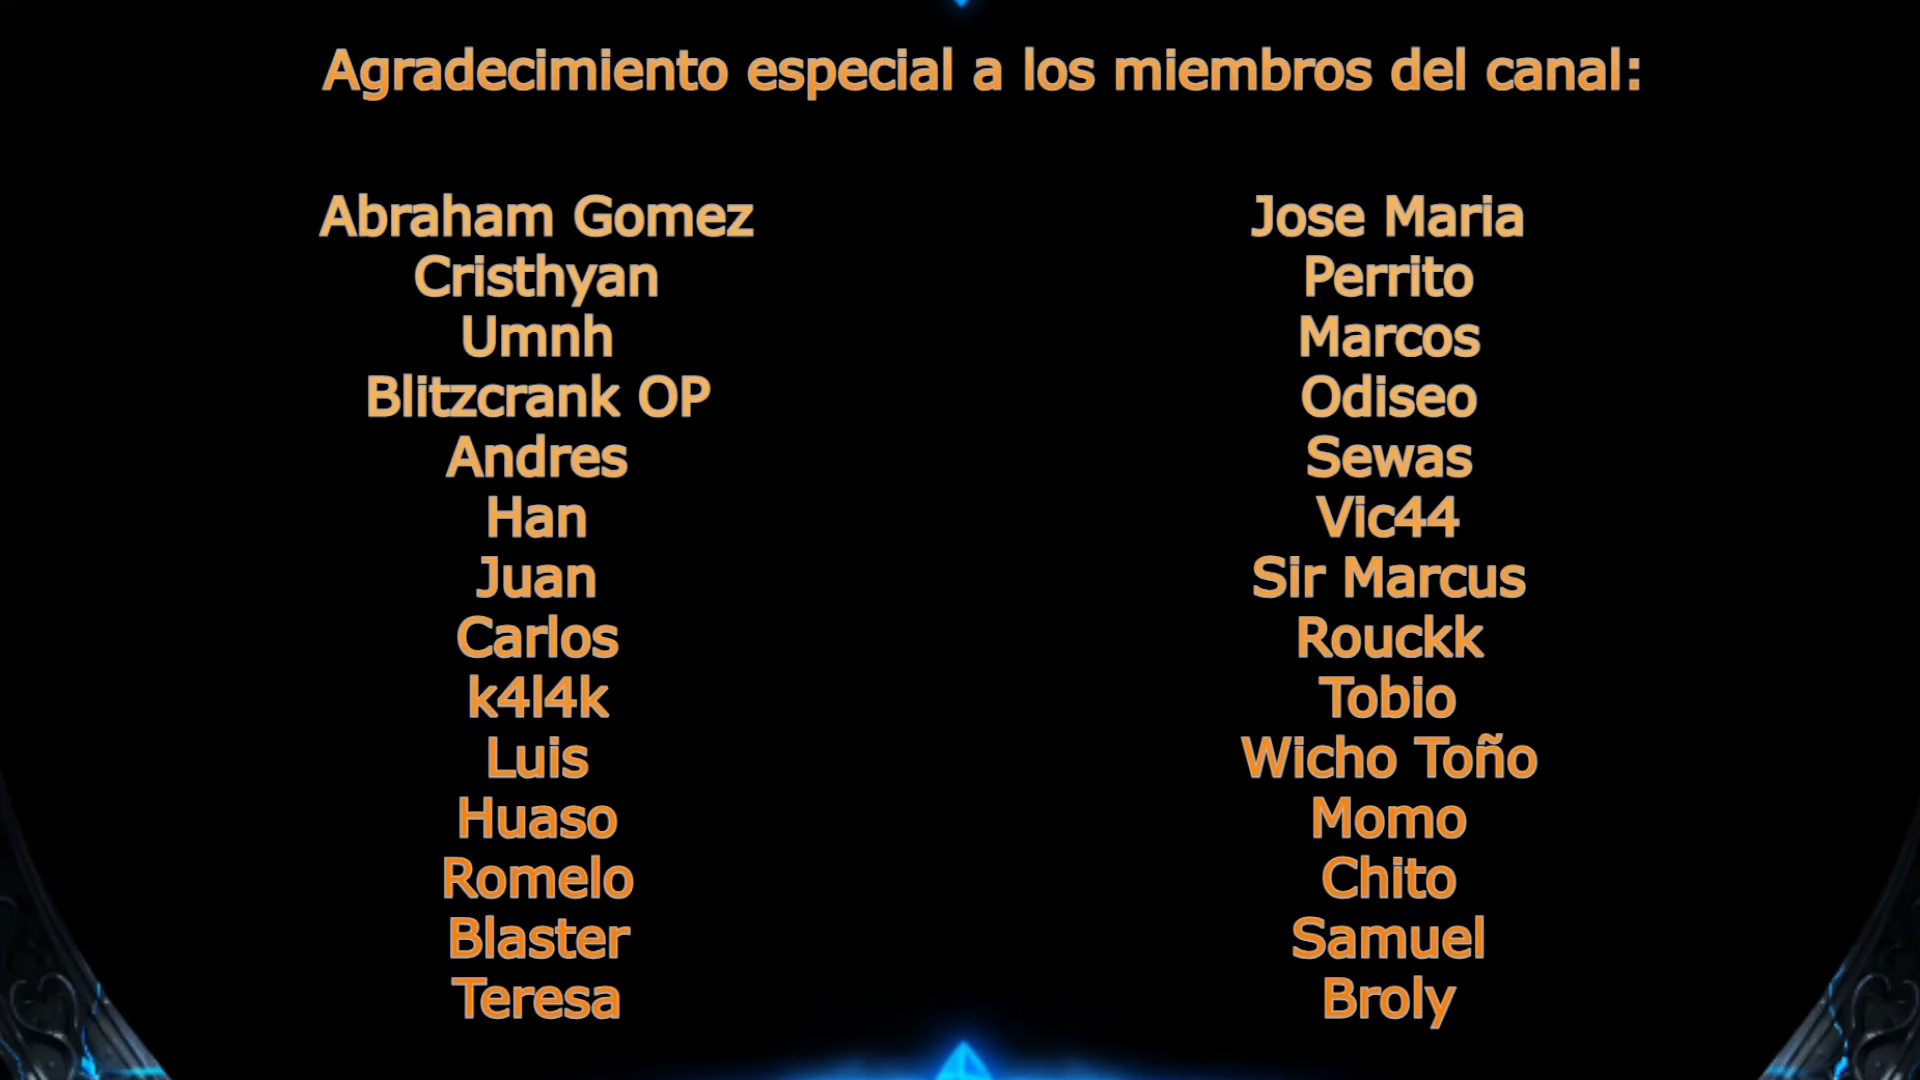 Agradecimiento especial a los miembros del canal:
Abraham Gomez
Cristhyan
Umnh
Blitzcrank OP
Andres
Han
Juan
Carlos
k4l4k
Luis
Huaso
Romelo
Blaster
Teresa
Jose Maria
Perrito
Marcos
Odiseo
Sewas
Vic44
Sir Marcus
Rouckk
Tobio
Wicho Toño
Momo
Chito
Samuel
Broly